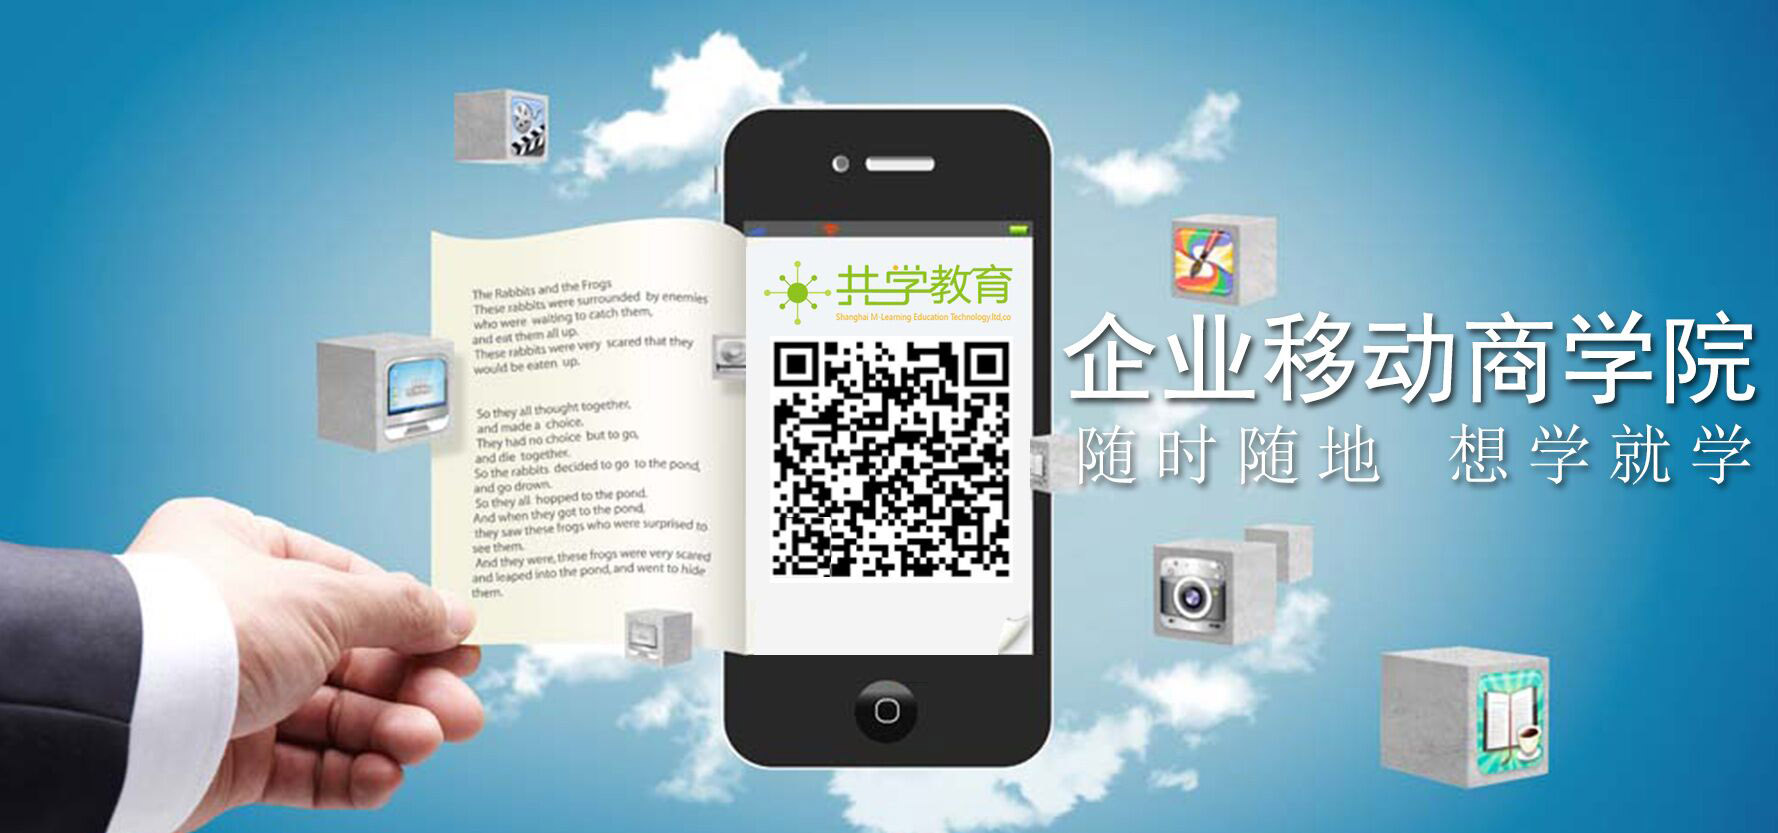 The Rabbits and the Frogs
These rabbits were surrounded by enemies
who were waiting to catch them,
and eat them all up.
These rabbits were very scared that they
would be eaten up.
So they all thought together,
and made a choice.
They had no choice but to go,
and die together.
So the rabbits decided to go to the pond,
and go drown.
So they all hopped to the pond.
And when they got to the pond,
they saw these frogs who were surprised to
see them.
And they were, these frogs were very scared
and leaped into the pond, and went to hide
them.
共学教育
Shanghai M-Learning Education Technology.ltd,co
企业移动商学院
随时随地 想学就学